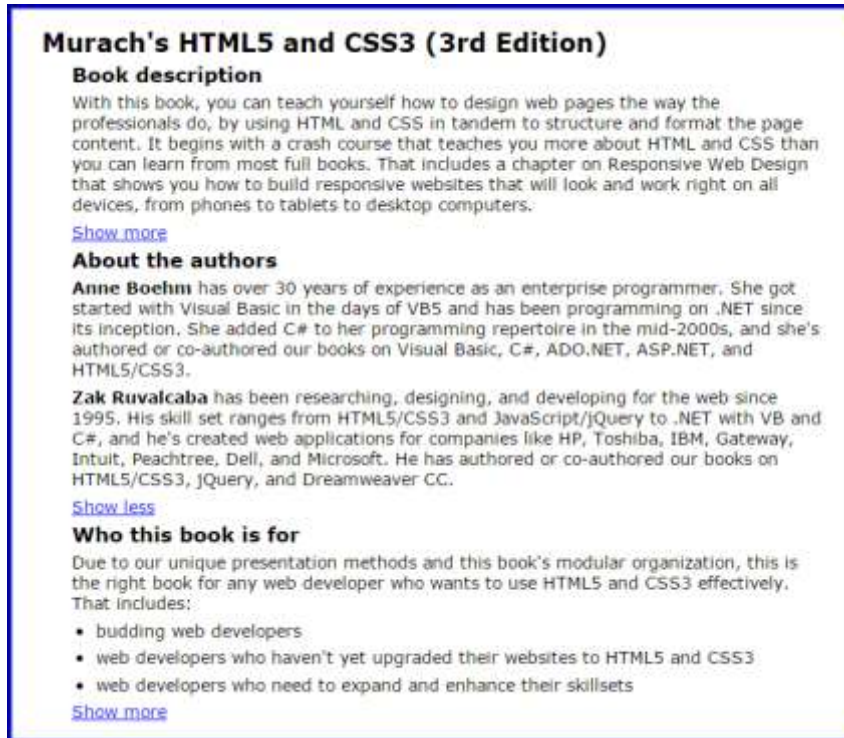 Murach's HTML5 and CSS3 (3rd Edition)
Book description
With this book, you can teach yourself how to design web pages the way the
professionals do, by using HTML and CSS in tandem to structure and format the page
content. It begins with a crash course that teaches you more about HTML and CSS than
you can learn from most full books. That includes a chapter on Responsive Web Design
that shows you how to build responsive websites that will look and work right on all
devices, from phones to tablets to desktop computers.
Show more
About the authors
Anne Boehm has over 30 years of experience as an enterprise programmer. She got
started with Visual Basic in the days of VB5 and has been programming on .NET since
its inception. She added C# to her programming repertoire in the mid-2000s, and she's
authored or co-authored our books on Visual Basic, C#, ADO.NET, ASP.NET, and
HTML5/CSS3.
Zak Ruvalcaba has been researching, designing, and developing for the web since
1995. His skill set ranges from HTML5/CSS3 and JavaScript/jQuery to .NET with VB and
C#, and he's created web applications for companies like HP, Toshiba, IBM, Gateway,
Intuit, Peachtree, Dell, and Microsoft. He has authored or co-authored our books on
HTML5/CSS3, jQuery, and Dreamweaver CC.
Show less
Who this book is for
Due to our unique presentation methods and this book's modular organization, this is
the right book for any web developer who wants to use HTML5 and CSS3 effectively.
That includes:
• budding web developers
• web developers who haven't yet upgraded their websites to HTML5 and CSS3
• web developers who need to expand and enhance their skillsets
Show more